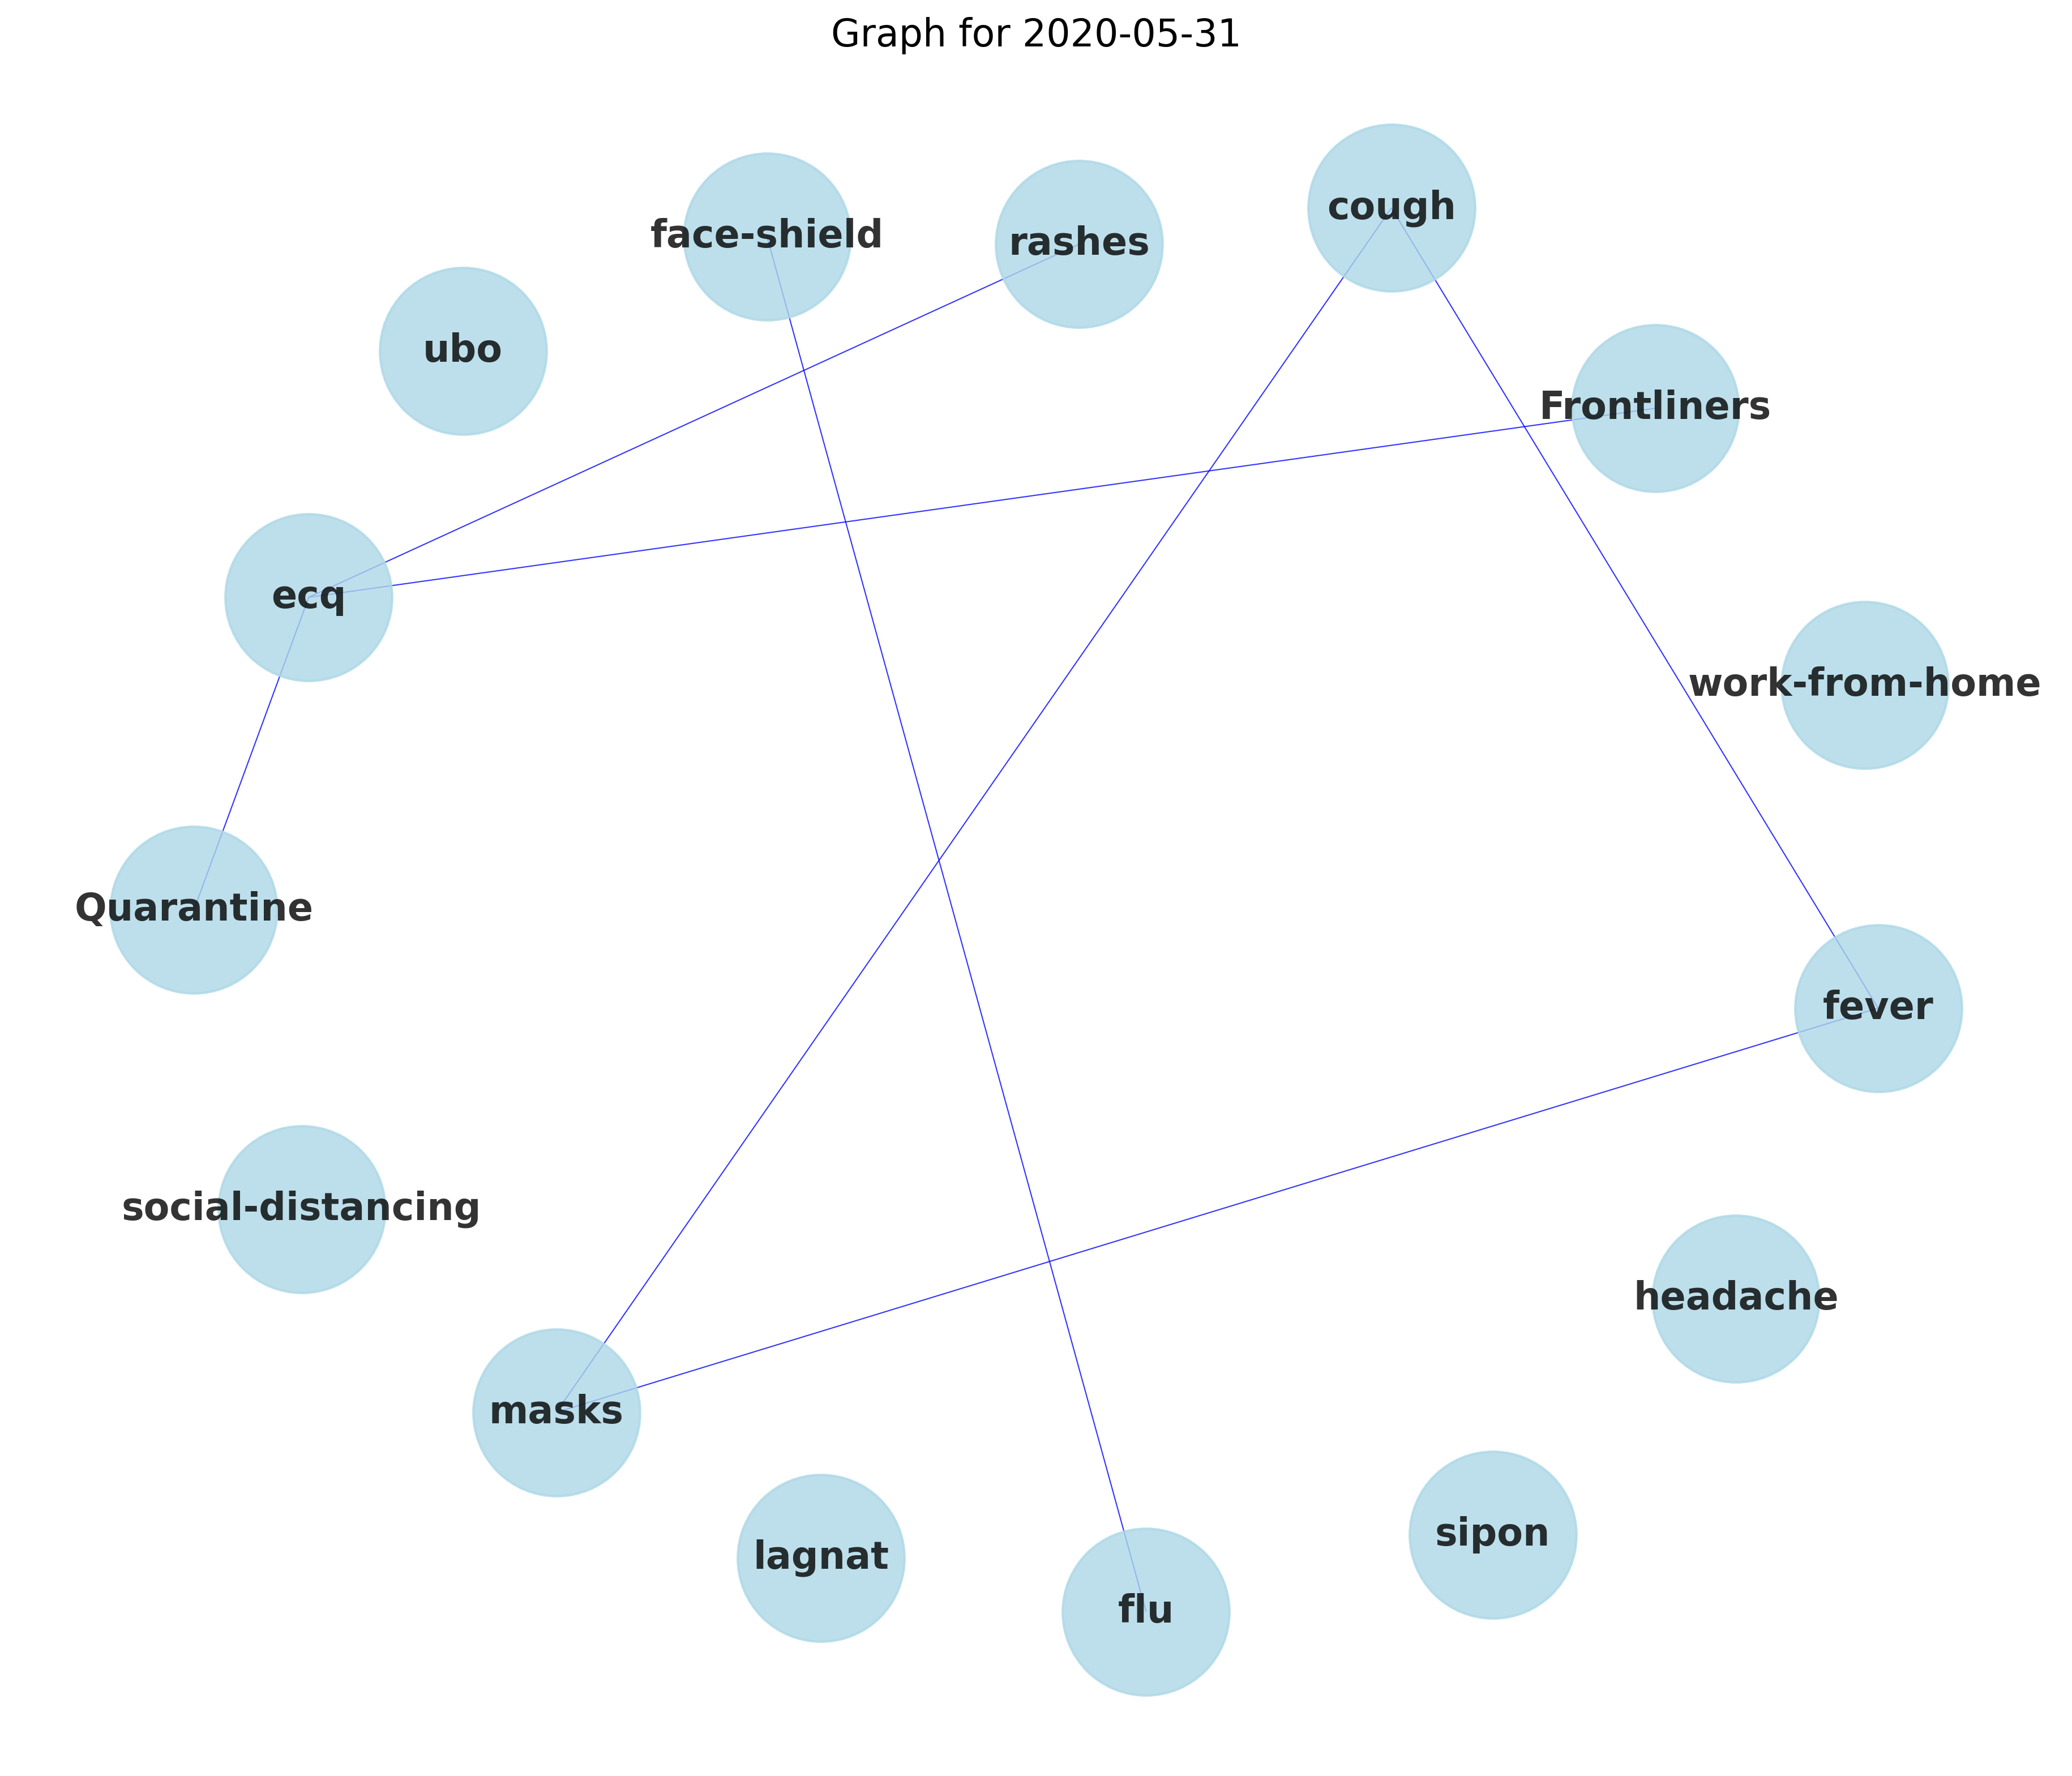 Graph for 2020-05-31
cough
face-shield
rashes
ubo
Frontliners
ecq
work-from-home
Quarantine
fever
social-distancing
headache
masks
sipon
lagnat
flu